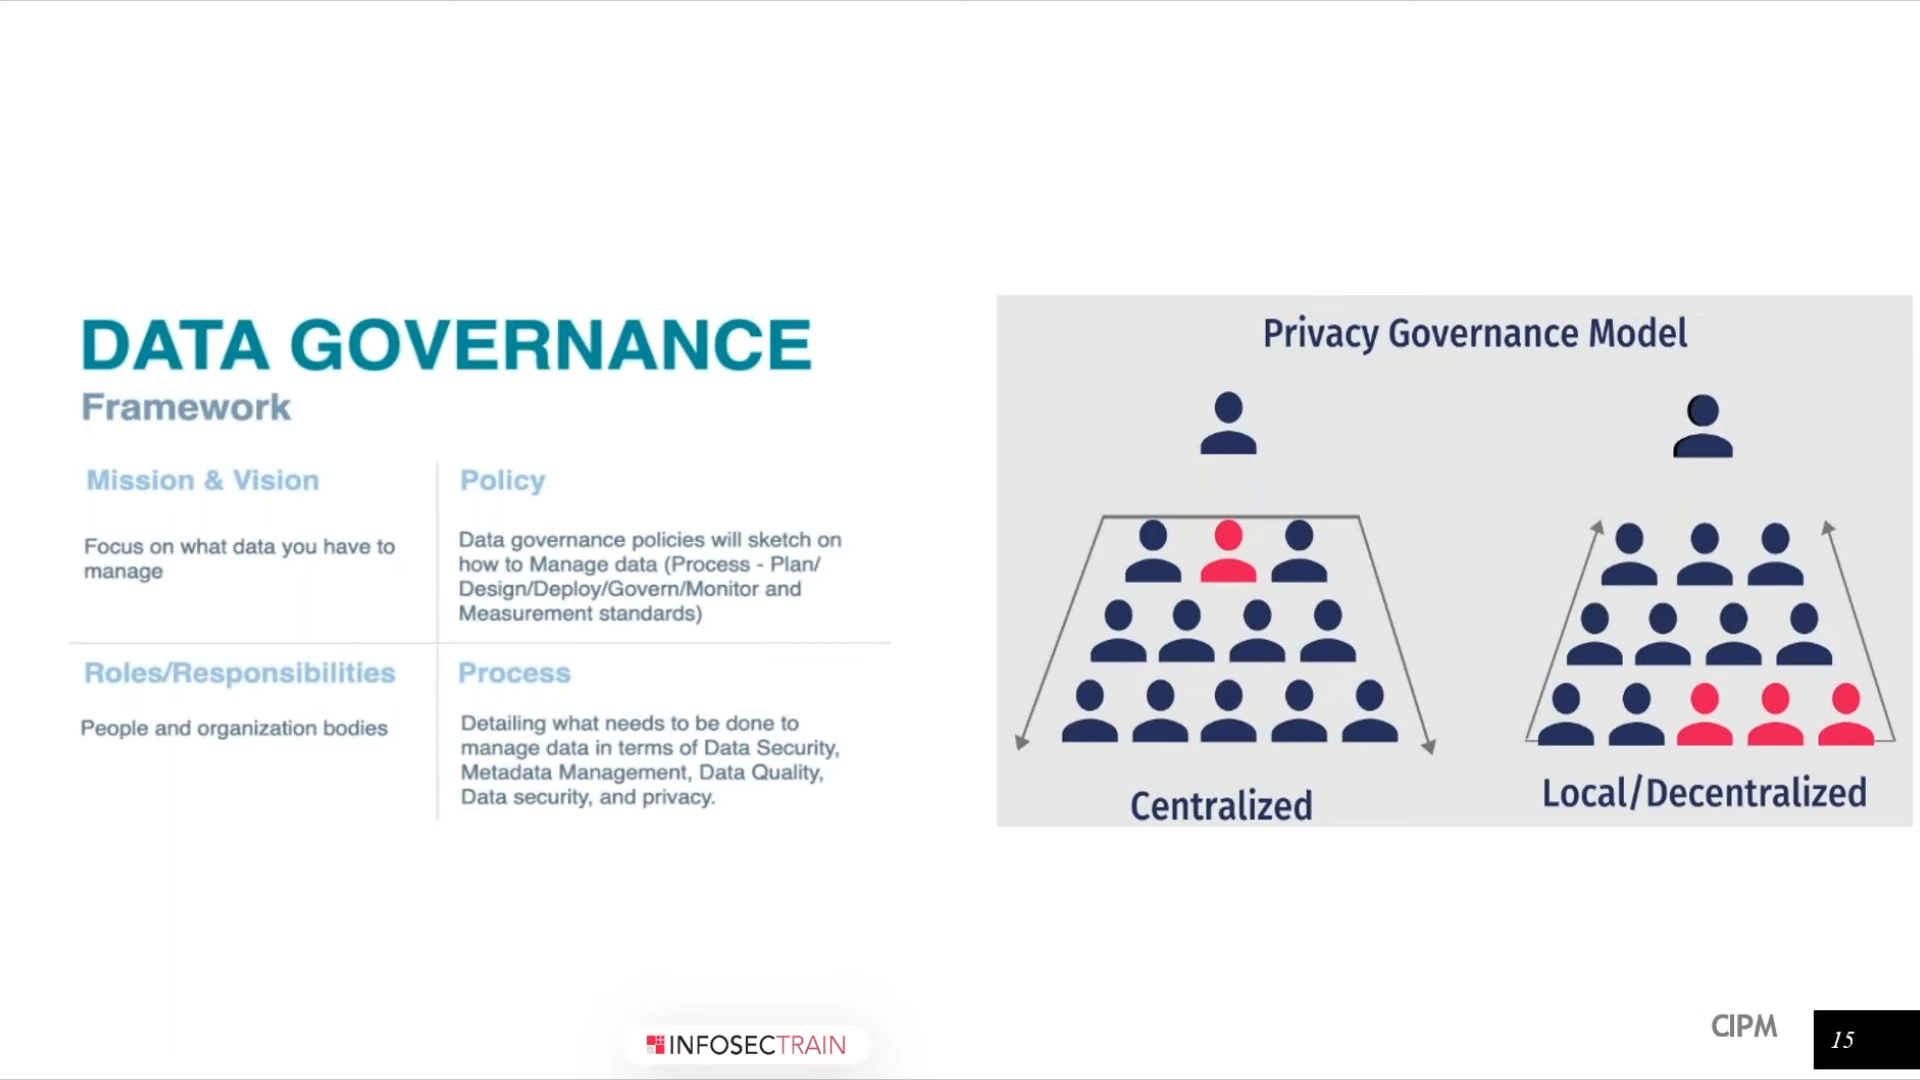 DATA GOVERNANCE
Framework
Mission & Vision
Focus on what data you have to
manage
Policy
Data governance policies will sketch on
how to Manage data (Process - Plan/
Design/Deploy/Govern/Monitor and
Measurement standards)
Roles/Responsibilities
People and organization bodies
Process
Detailing what needs to be done to
manage data in terms of Data Security,
Metadata Management, Data Quality,
Data security, and privacy.
Privacy Governance Model
Centralized
Local/Decentralized
INFOSECTRAIN
CIPM
15